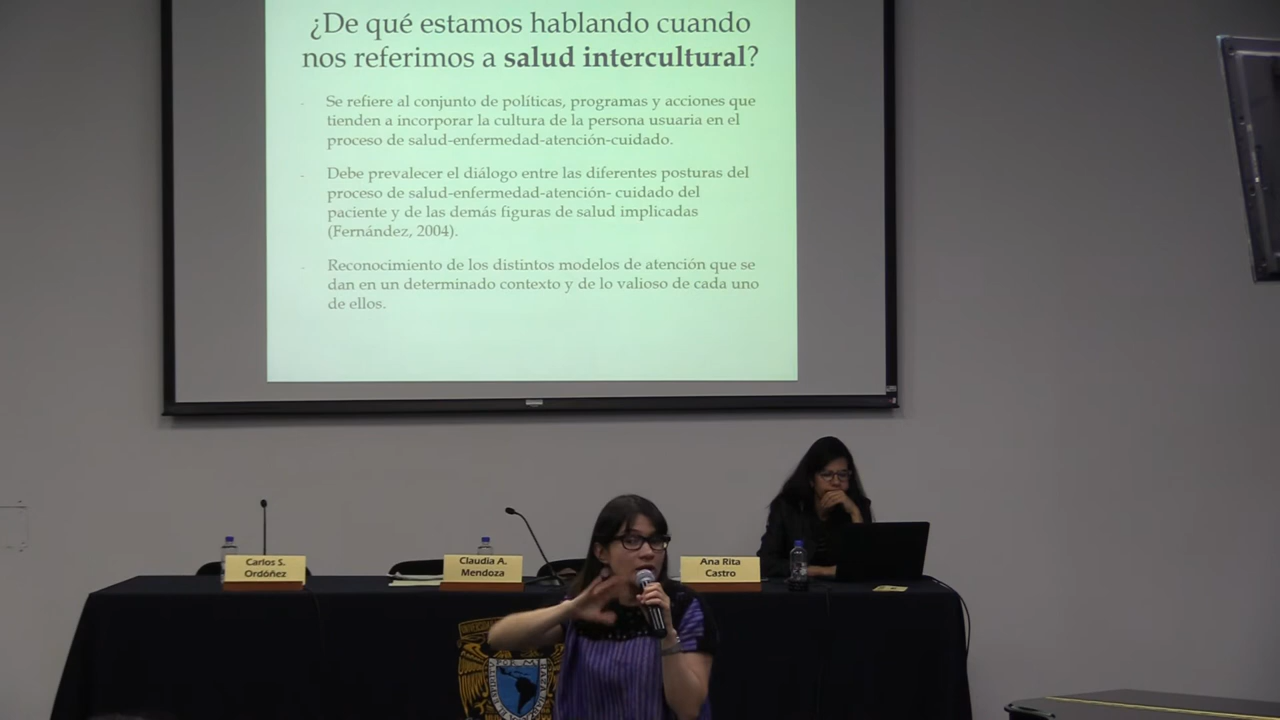 ¿De qué estamos hablando cuando
nos referimos a salud intercultural?
- Se refiere al conjunto de políticas, programas y acciones que
tienden a incorporar la cultura de la persona usuaria en el
proceso de salud-enfermedad-atención-cuidado.
- Debe prevalecer el diálogo entre las diferentes posturas del
proceso de salud-enfermedad-atención- cuidado del
paciente y de las demás figuras de salud implicadas
(Fernández, 2004).
- Reconocimiento de los distintos modelos de atención que se
dan en un determinado contexto y de lo valioso de cada uno
de ellos.
Carlos S.
Ordóñez
Claudia A.
Mendoza
Ana Rita
Castro